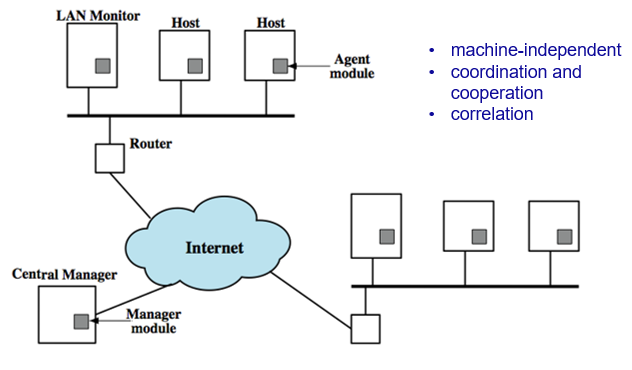 LAN Monitor
Host
Host
Agent
module
• machine-independent
• coordination and
cooperation
• correlation
Router
Internet
Central Manager
Manager
module